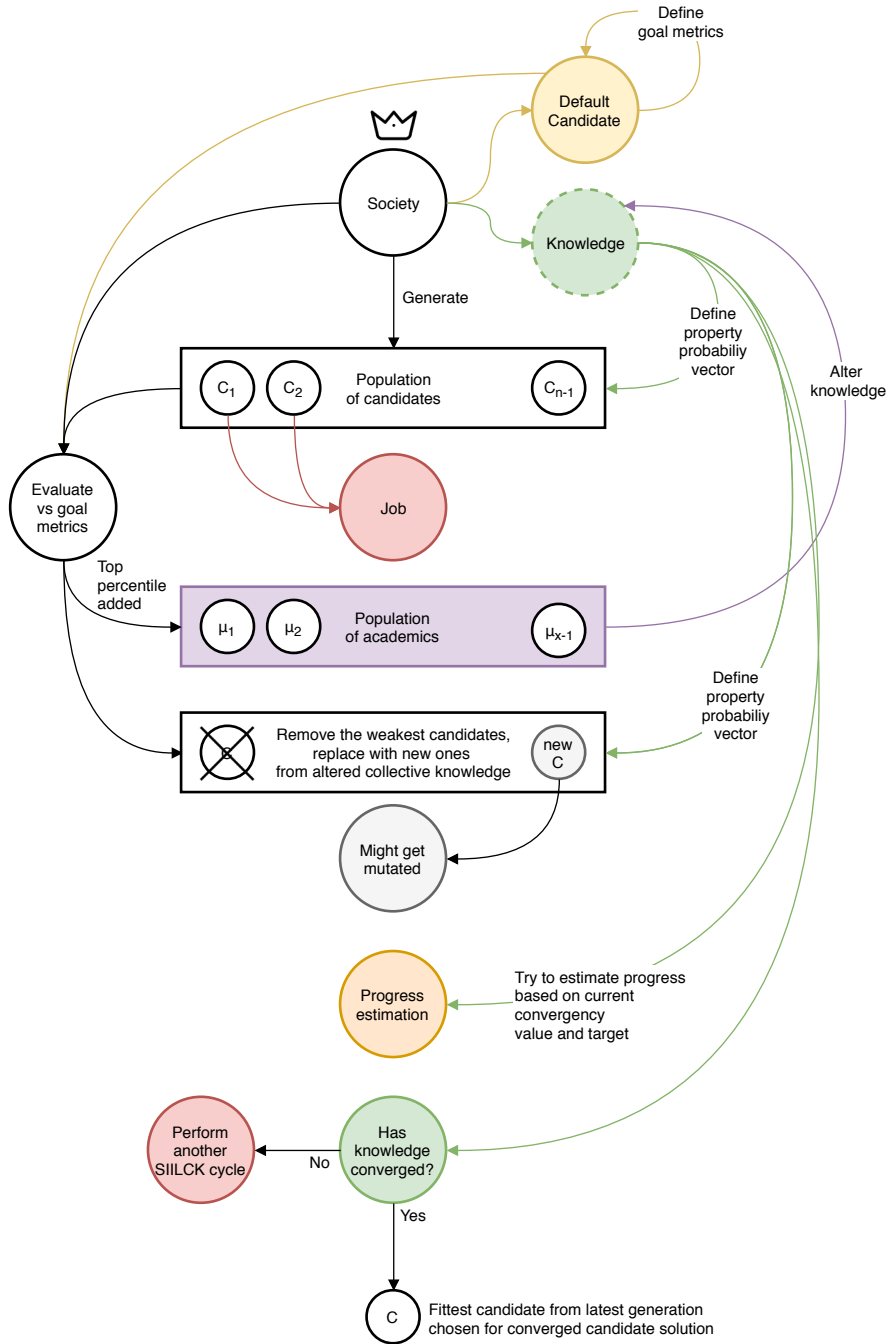 Define
goal metrics
Default
Candidate
Society
Knowledge
Generate
Define
property
probabiliy
vector
Alter
knowledge
C1
C2
Population
of candidates
Cn-1
Evaluate
vs goal
metrics
Job
Top
percentile
added
μ1
μ2
Population
of academics
μx-1
Define
property
probabiliy
vector
C
Remove the weakest candidates,
replace with new ones
from altered collective knowledge
new
C
Might get
mutated
Progress
estimation
Try to estimate progress
based on current
convergency
value and target
Perform
another
SIILCK cycle
No
Has
knowledge
converged?
Yes
C
Fittest candidate from latest generation
chosen for converged candidate solution